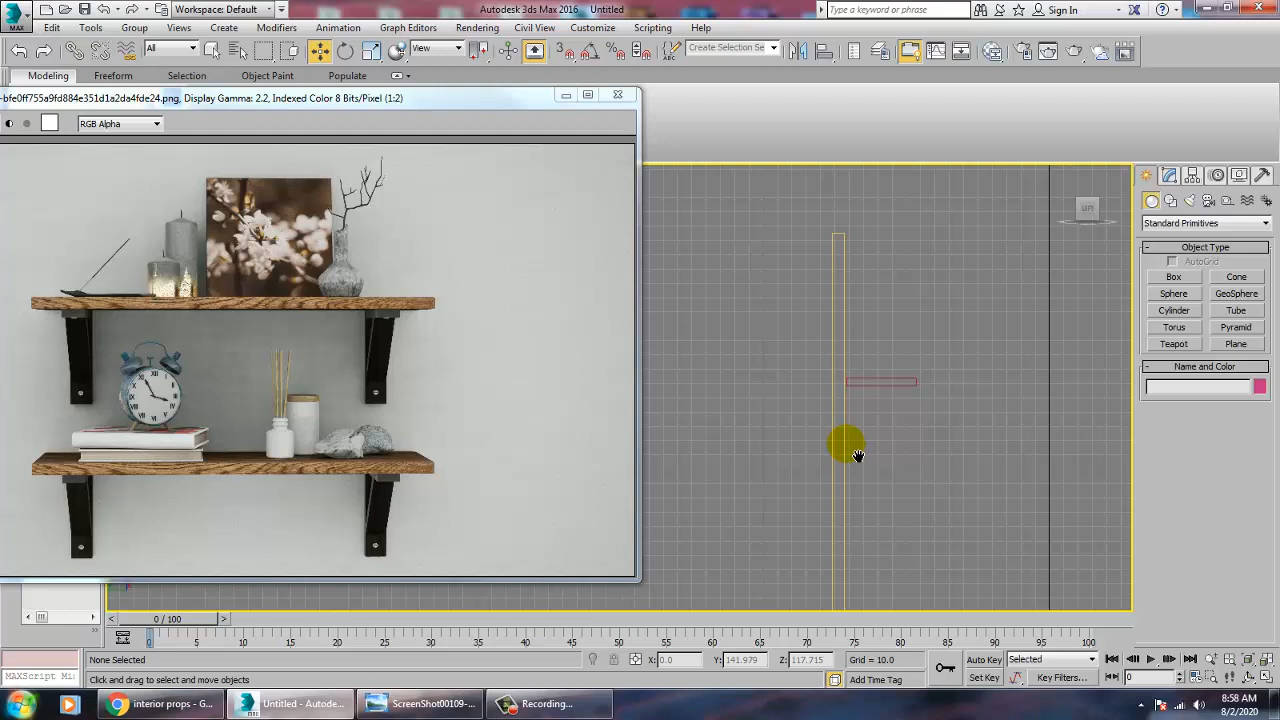 MAX
Workspace: Default
Autodesk 3ds Max 2016    Untitled
Type a keyword or phrase
Sign In
Edit Tools Group Views Create Modifiers Animation Graph Editors Rendering Civil View Customize Scripting Help
All
View
Create Selection Se
Modeling Freeform Selection Object Paint Populate
-bfe0ff755a9fd884e351d1a2da4fde24.png, Display Gamma: 2.2, Indexed Color 8 Bits/Pixel (1:2)
RGB Alpha
LEFT
Standard Primitives
Object Type
AutoGrid
Box Cone
Sphere GeoSphere
Cylinder Tube
Torus Pyramid
Teapot Plane
Name and Color
0 / 100
0 5 10 15 20 25 30 35 40 45 50 55 60 65 70 75 80 85 90 95 100
None Selected
X: 0.0 Y: 141.979 Z: 117.715
Grid = 10.0
Auto Key
Selected
MAXScript Mi:
Click and drag to select and move objects
Add Time Tag
Set Key
Key Filters...
0
interior props - G...
Untitled - Autode...
ScreenShot00109-...
Recording...
8:58 AM
8/2/2020